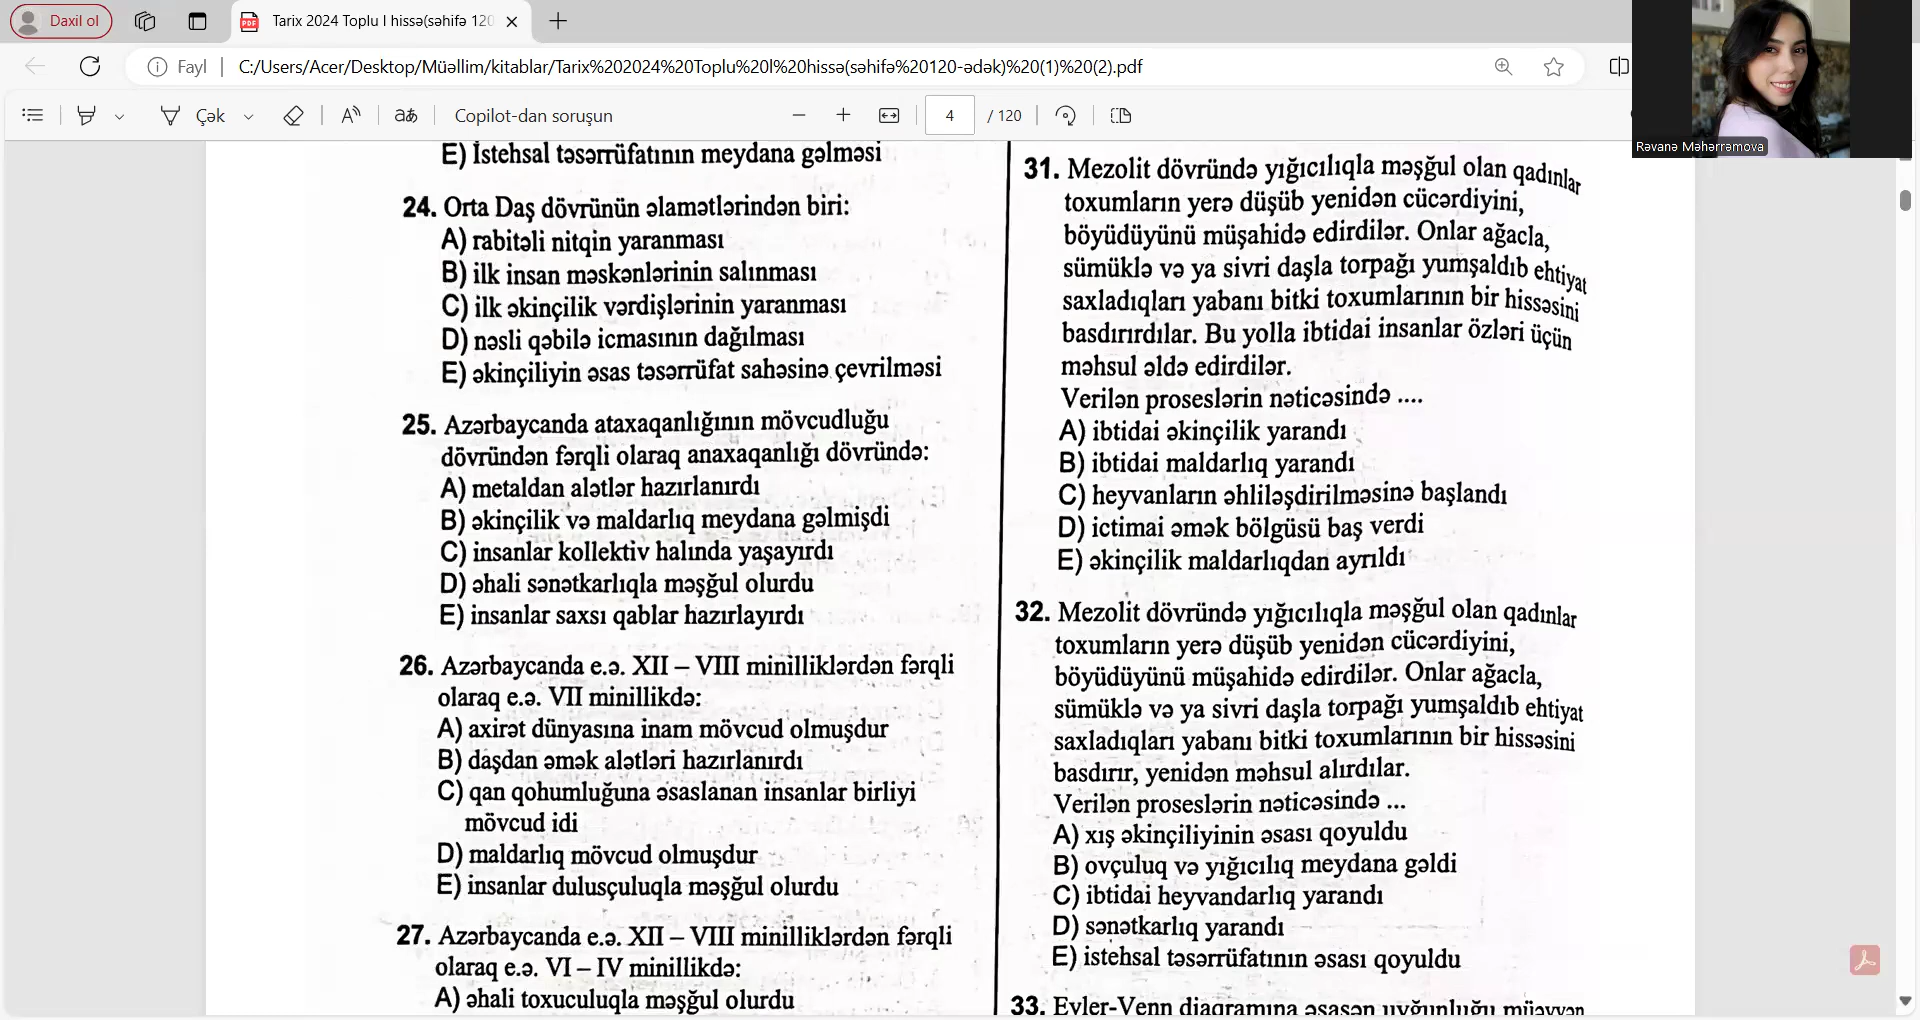 Daxil ol
Tarix 2024 Toplu I hissə(səhifə 120
Fayl
C:/Users/Acer/Desktop/Müəllim/kitablar/Tarix%202024%20Toplu%20I%20hissə(səhifə%20120-ədək)%20(1)%20(2).pdf
Çək
Copilot-dan soruşun
4 / 120
Rəvanə Məhərrəmova
E) İstehsal təsərrüfatının meydana gəlməsi
24. Orta Daş dövrünün əlamətlərindən biri:
A) rabitəli nitqin yaranması
B) ilk insan məskənlərinin salınması
C) ilk əkinçilik vərdişlərinin yaranması
D) nəsli qəbilə icmasının dağılması
E) əkinçiliyin əsas təsərrüfat sahəsinə çevrilməsi
25. Azərbaycanda ataxaqanlığının mövcudluğu
dövründən fərqli olaraq anaxaqanlığı dövründə:
A) metaldan alətlər hazırlanırdı
B) əkinçilik və maldarlıq meydana gəlmişdi
C) insanlar kollektiv halında yaşayırdı
D) əhali sənətkarlıqla məşğul olurdu
E) insanlar saxsı qablar hazırlayırdı
26. Azərbaycanda e.ə. XII – VIII minilliklərdən fərqli
olaraq e.ə. VII minillikdə:
A) axirət dünyasına inam mövcud olmuşdur
B) daşdan əmək alətləri hazırlanırdı
C) qan qohumluğuna əsaslanan insanlar birliyi
mövcud idi
D) maldarlıq mövcud olmuşdur
E) insanlar dulusçuluqla məşğul olurdu
27. Azərbaycanda e.ə. XII – VIII minilliklərdən fərqli
olaraq e.ə. VI – IV minillikdə:
A) əhali toxuculuqla məşğul olurdu
31. Mezolit dövründə yığıcılıqla məşğul olan qadınlar
toxumların yerə düşüb yenidən cücərdiyini,
böyüdüyünü müşahidə edirdilər. Onlar ağacla,
sümüklə və ya sivri daşla torpağı yumşaldıb ehtiyat
saxladıqları yabanı bitki toxumlarının bir hissəsini
basdırırdılar. Bu yolla ibtidai insanlar özləri üçün
məhsul əldə edirdilər.
Verilən proseslərin nəticəsində ....
A) ibtidai əkinçilik yarandı
B) ibtidai maldarlıq yarandı
C) heyvanların əhliləşdirilməsinə başlandı
D) ictimai əmək bölgüsü baş verdi
E) əkinçilik maldarlıqdan ayrıldı
32. Mezolit dövründə yığıcılıqla məşğul olan qadınlar
toxumların yerə düşüb yenidən cücərdiyini,
böyüdüyünü müşahidə edirdilər. Onlar ağacla,
sümüklə və ya sivri daşla torpağı yumşaldıb ehtiyat
saxladıqları yabanı bitki toxumlarının bir hissəsini
basdırır, yenidən məhsul alırdılar.
Verilən proseslərin nəticəsində ...
A) xış əkinçiliyinin əsası qoyuldu
B) ovçuluq və yığıcılıq meydana gəldi
C) ibtidai heyvandarlıq yarandı
D) sənətkarlıq yarandı
E) istehsal təsərrüfatının əsası qoyuldu
33. Eyler-Venn diaqramına əsasən uyğunluğu müəyyən